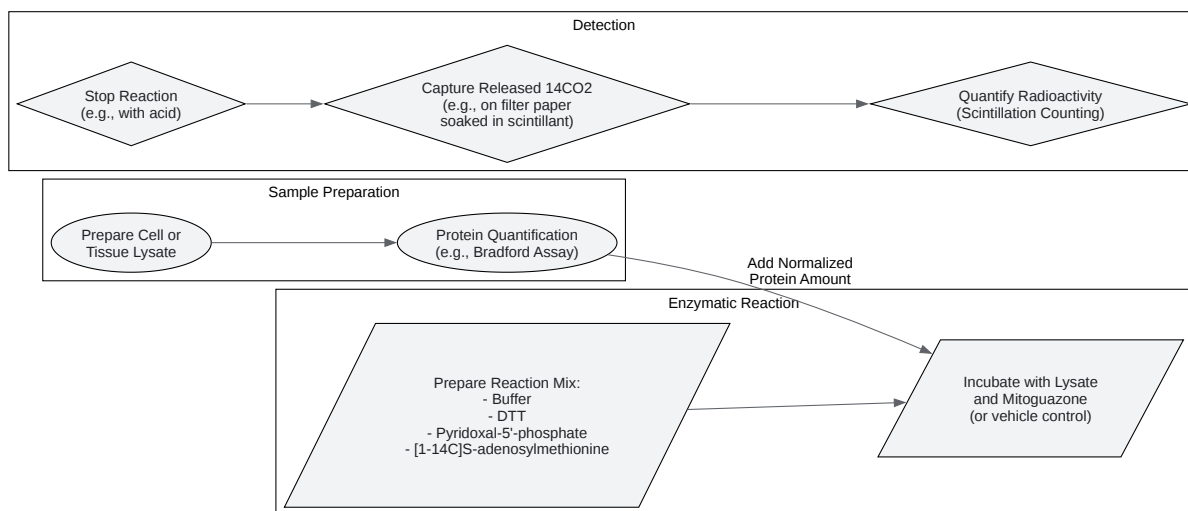 Detection
Stop Reaction
(e.g., with acid)
Capture Released 14CO2
(e.g., on filter paper
soaked in scintillant)
Quantify Radioactivity
(Scintillation Counting)
Sample Preparation
Prepare Cell or
Tissue Lysate
Protein Quantification
(e.g., Bradford Assay)
Add Normalized
Protein Amount
Enzymatic Reaction
Prepare Reaction Mix:
- Buffer
- DTT
- Pyridoxal-5'-phosphate
- [1-14C]S-adenosylmethionine
Incubate with Lysate
and Mitoguazone
(or vehicle control)